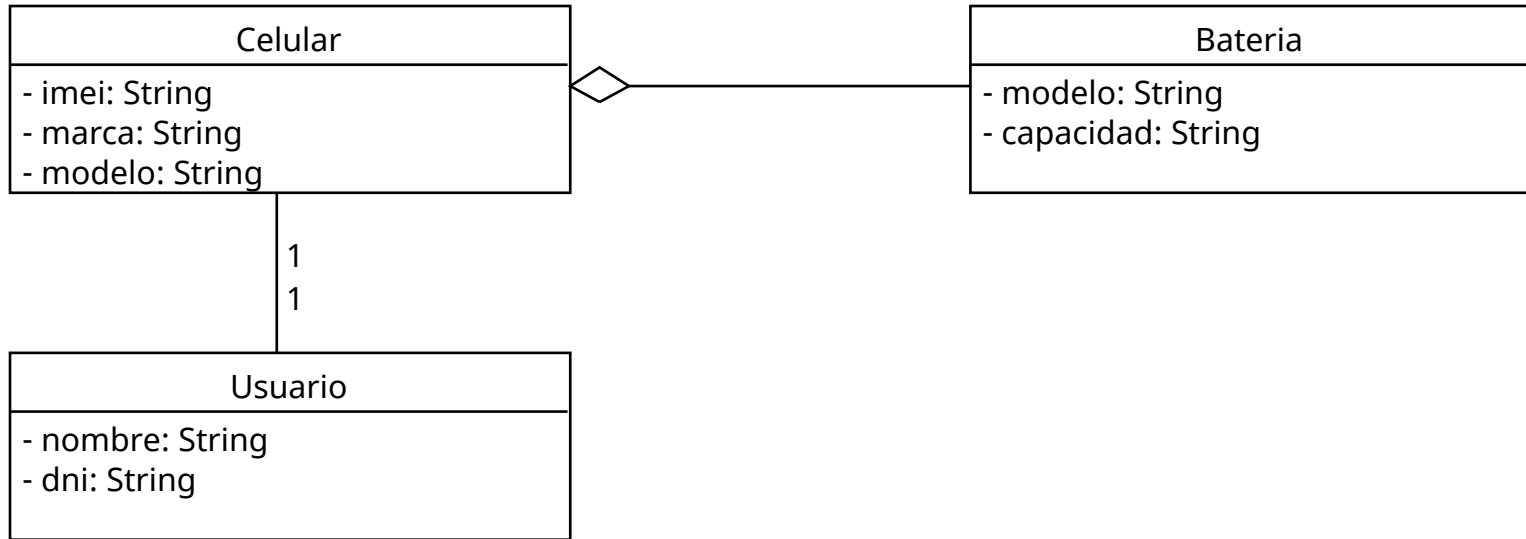 Celular
- imei: String
- marca: String
- modelo: String
Bateria
- modelo: String
- capacidad: String
1
1
Usuario
- nombre: String
- dni: String